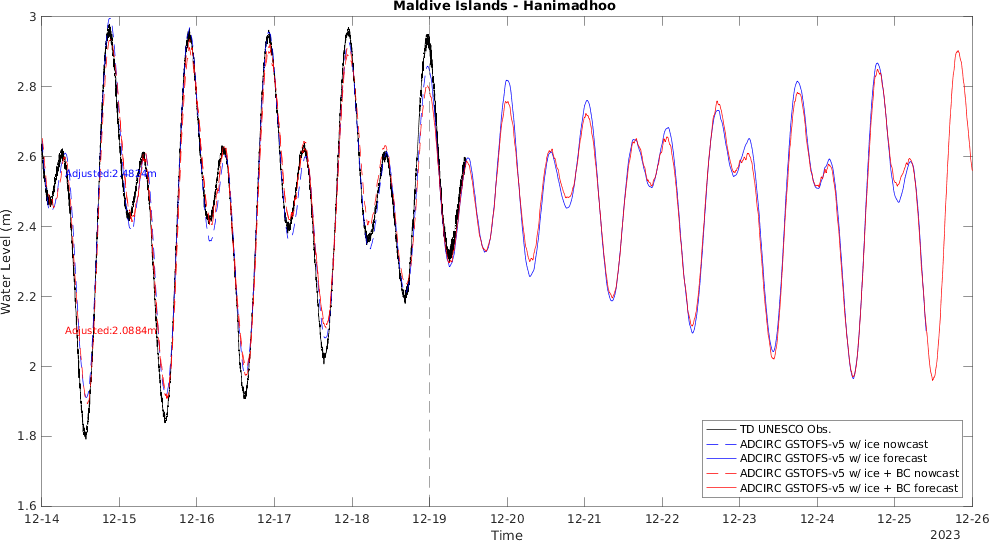 Maldive Islands - Hanimadhoo
Water Level (m)
3
2.8
2.6
2.4
2.2
2
1.8
1.6
Adjusted:2.4824m
Adjusted:2.0884m
TD UNESCO Obs.
ADCIRC GSTOFS-v5 w/ ice nowcast
ADCIRC GSTOFS-v5 w/ ice forecast
ADCIRC GSTOFS-v5 w/ ice + BC nowcast
ADCIRC GSTOFS-v5 w/ ice + BC forecast
12-14 12-15 12-16 12-17 12-18 12-19 12-20 12-21 12-22 12-23 12-24 12-25 12-26
Time
2023